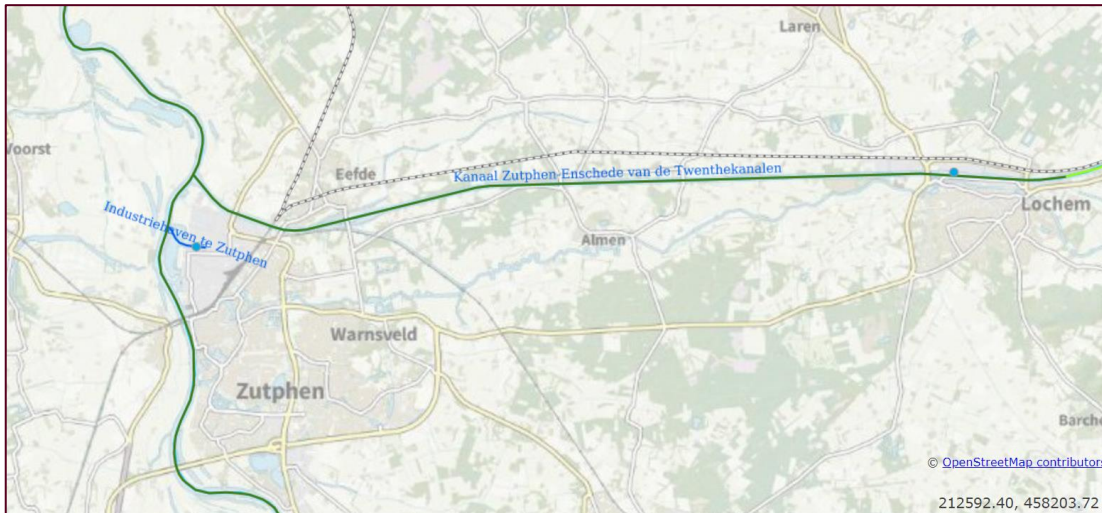 Laren
Voorst
Eefde
Kanaal Zutphen-Enschede van de Twenthekanalen
Lochem
Industriehaven te Zutphen
Almen
Warnsveld
Zutphen
Barche
© OpenStreetMap contributors
212592.40, 458203.72